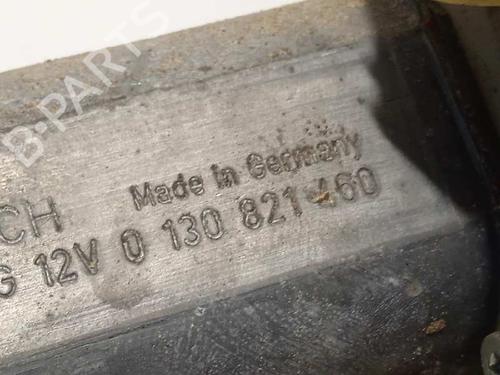 B-PARTS
CH Made in Germany
G 12V 0 130 821 460